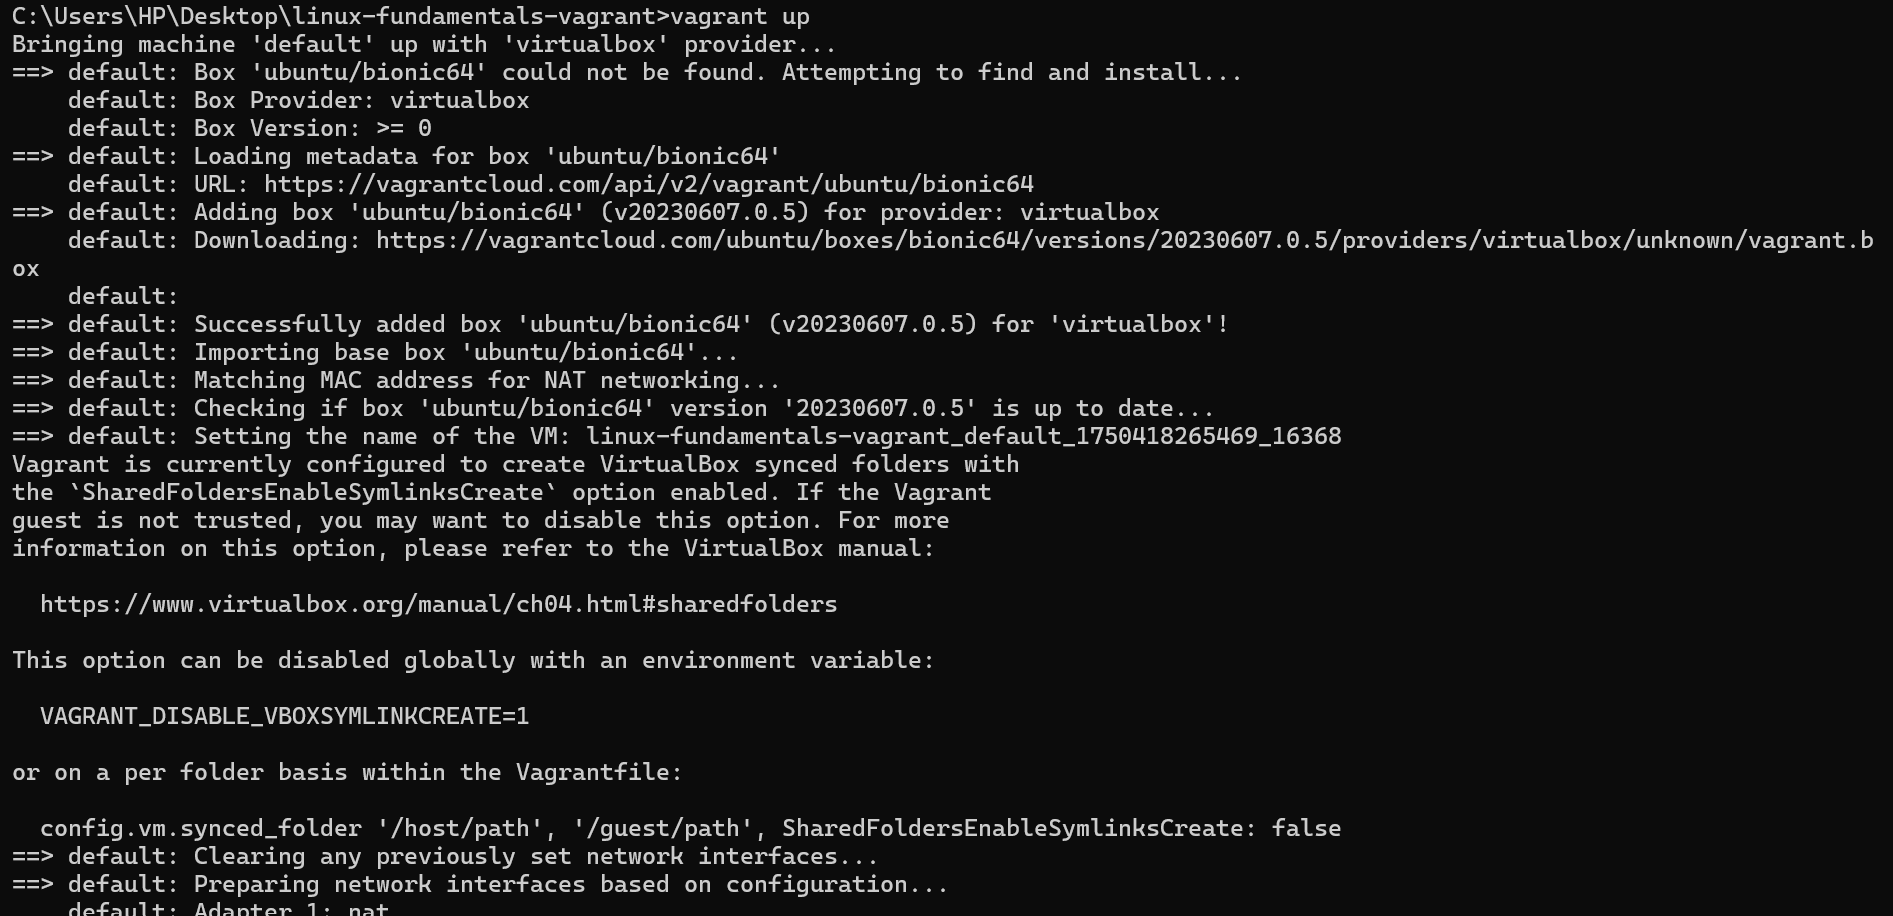 C:\Users\HP\Desktop\linux-fundamentals-vagrant>vagrant up
Bringing machine 'default' up with 'virtualbox' provider...
==> default: Box 'ubuntu/bionic64' could not be found. Attempting to find and install...
    default: Box Provider: virtualbox
    default: Box Version: >= 0
==> default: Loading metadata for box 'ubuntu/bionic64'
    default: URL: https://vagrantcloud.com/api/v2/vagrant/ubuntu/bionic64
==> default: Adding box 'ubuntu/bionic64' (v20230607.0.5) for provider: virtualbox
    default: Downloading: https://vagrantcloud.com/ubuntu/boxes/bionic64/versions/20230607.0.5/providers/virtualbox/unknown/vagrant.b
ox
    default:
==> default: Successfully added box 'ubuntu/bionic64' (v20230607.0.5) for 'virtualbox'!
==> default: Importing base box 'ubuntu/bionic64'...
==> default: Matching MAC address for NAT networking...
==> default: Checking if box 'ubuntu/bionic64' version '20230607.0.5' is up to date...
==> default: Setting the name of the VM: linux-fundamentals-vagrant_default_1750418265469_16368
Vagrant is currently configured to create VirtualBox synced folders with
the `SharedFoldersEnableSymlinksCreate` option enabled. If the Vagrant
guest is not trusted, you may want to disable this option. For more
information on this option, please refer to the VirtualBox manual:

  https://www.virtualbox.org/manual/ch04.html#sharedfolders

This option can be disabled globally with an environment variable:

  VAGRANT_DISABLE_VBOXSYMLINKCREATE=1

or on a per folder basis within the Vagrantfile:

  config.vm.synced_folder '/host/path', '/guest/path', SharedFoldersEnableSymlinksCreate: false
==> default: Clearing any previously set network interfaces...
==> default: Preparing network interfaces based on configuration...
    default: Adapter 1: nat